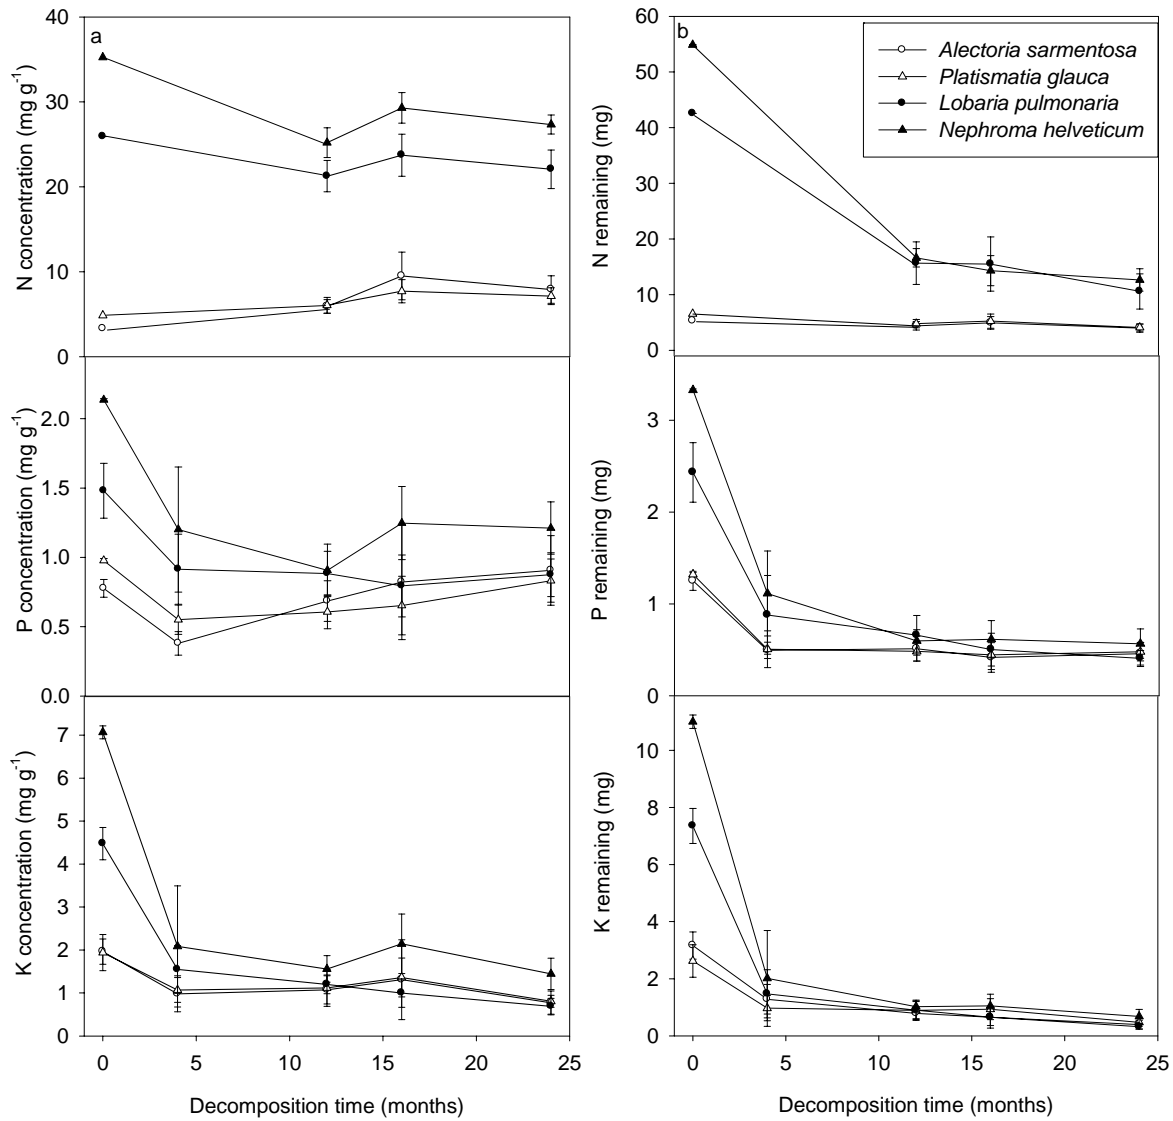 a
N concentration (mg g-1)
40
30
20
10
0
b
N remaining (mg)
60
50
40
30
20
10
0
Alectoria sarmentosa
Platismatia glauca
Lobaria pulmonaria
Nephroma helveticum
P concentration (mg g-1)
2.0
1.5
1.0
0.5
0.0
P remaining (mg)
3
2
1
0
K concentration (mg g-1)
7
6
5
4
3
2
1
0
0 5 10 15 20 25
Decomposition time (months)
K remaining (mg)
10
8
6
4
2
0
0 5 10 15 20 25
Decomposition time (months)